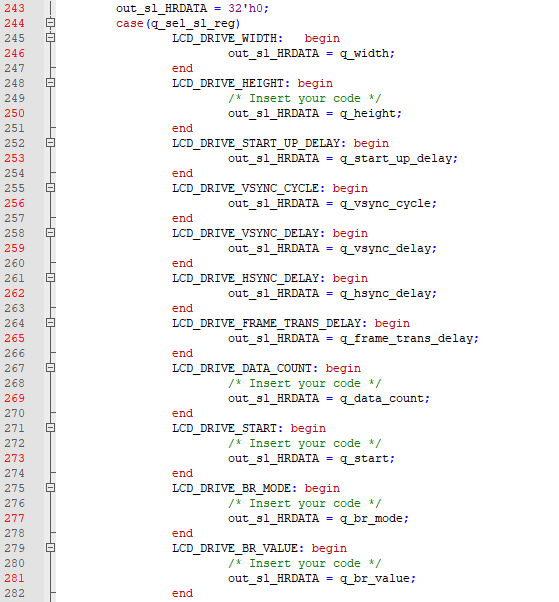 243 out_sl_HRDATA = 32'h0;
244 case(q_sel_sl_reg)
245 LCD_DRIVE_WIDTH: begin
246 out_sl_HRDATA = q_width;
247 end
248 LCD_DRIVE_HEIGHT: begin
249 /* Insert your code */
250 out_sl_HRDATA = q_height;
251 end
252 LCD_DRIVE_START_UP_DELAY: begin
253 out_sl_HRDATA = q_start_up_delay;
254 end
255 LCD_DRIVE_VSYNC_CYCLE: begin
256 out_sl_HRDATA = q_vsync_cycle;
257 end
258 LCD_DRIVE_VSYNC_DELAY: begin
259 out_sl_HRDATA = q_vsync_delay;
260 end
261 LCD_DRIVE_HSYNC_DELAY: begin
262 out_sl_HRDATA = q_hsync_delay;
263 end
264 LCD_DRIVE_FRAME_TRANS_DELAY: begin
265 out_sl_HRDATA = q_frame_trans_delay;
266 end
267 LCD_DRIVE_DATA_COUNT: begin
268 /* Insert your code */
269 out_sl_HRDATA = q_data_count;
270 end
271 LCD_DRIVE_START: begin
272 /* Insert your code */
273 out_sl_HRDATA = q_start;
274 end
275 LCD_DRIVE_BR_MODE: begin
276 /* Insert your code */
277 out_sl_HRDATA = q_br_mode;
278 end
279 LCD_DRIVE_BR_VALUE: begin
280 /* Insert your code */
281 out_sl_HRDATA = q_br_value;
282 end